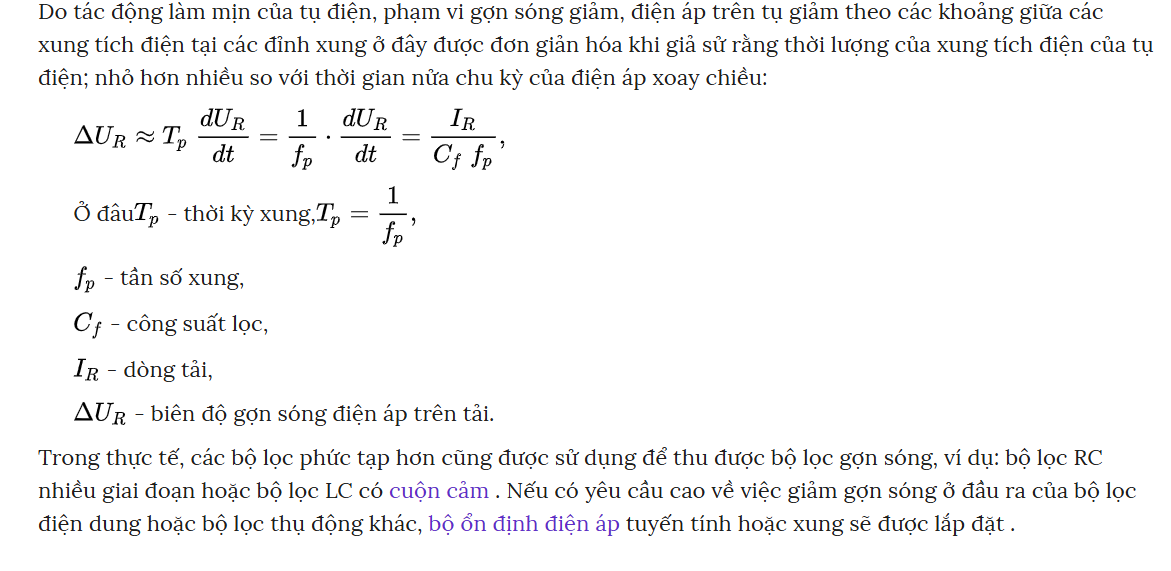 Do tác động làm mịn của tụ điện, phạm vi gợn sóng giảm, điện áp trên tụ giảm theo các khoảng giữa các
xung tích điện tại các đỉnh xung ở đây được đơn giản hóa khi giả sử rằng thời lượng của xung tích điện của tụ
điện; nhỏ hơn nhiều so với thời gian nửa chu kỳ của điện áp xoay chiều:
ΔU_R ≈ T_p dU_R/dt = 1/f_p · dU_R/dt = I_R/(C_f f_p),
Ở đâuT_p – thời kỳ xung,T_p = 1/f_p,
f_p – tần số xung,
C_f – công suất lọc,
I_R – dòng tải,
ΔU_R – biên độ gợn sóng điện áp trên tải.
Trong thực tế, các bộ lọc phức tạp hơn cũng được sử dụng để thu được bộ lọc gợn sóng, ví dụ: bộ lọc RC
nhiều giai đoạn hoặc bộ lọc LC có cuộn cảm . Nếu có yêu cầu cao về việc giảm gợn sóng ở đầu ra của bộ lọc
điện dung hoặc bộ lọc thụ động khác, bộ ổn định điện áp tuyến tính hoặc xung sẽ được lắp đặt .